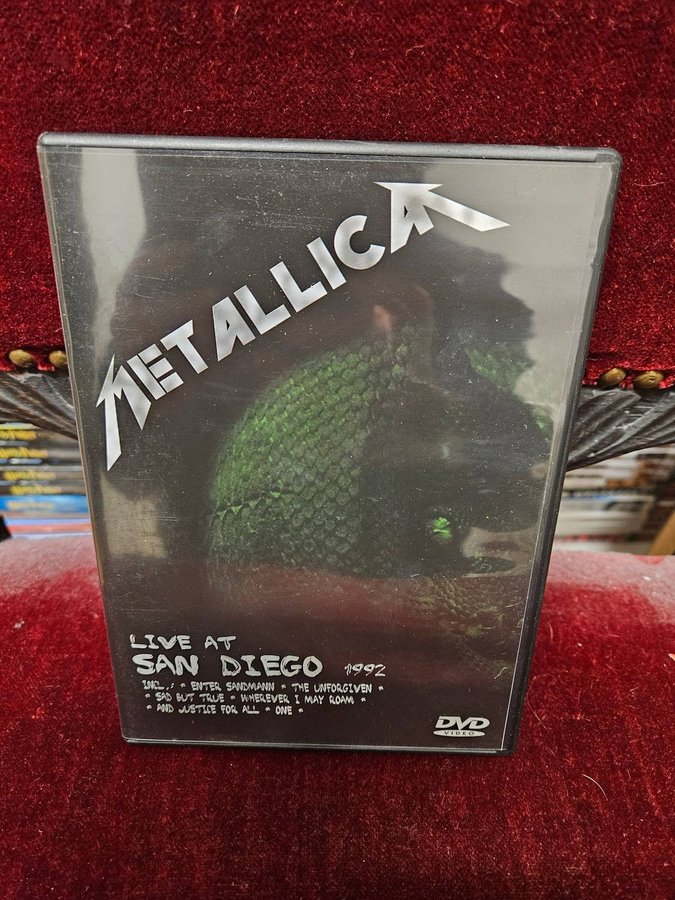 METALLICA
LIVE AT
SAN DIEGO 1992
INCL.: * ENTER SANDMANN * THE UNFORGIVEN *
* SAD BUT TRUE * WHEREVER I MAY ROAM *
* AND JUSTICE FOR ALL * ONE *
DVD
VIDEO